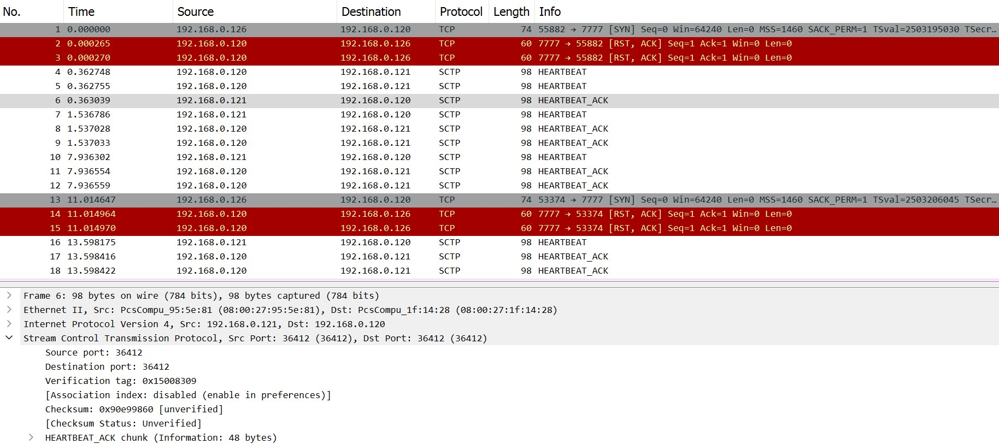 No. Time Source Destination Protocol Length Info
1 0.000000 192.168.0.126 192.168.0.120 TCP 74 55882 → 7777 [SYN] Seq=0 Win=64240 Len=0 MSS=1460 SACK_PERM=1 TSval=2503195030 TSecr…
2 0.000265 192.168.0.120 192.168.0.126 TCP 60 7777 → 55882 [RST, ACK] Seq=1 Ack=1 Win=0 Len=0
3 0.000270 192.168.0.120 192.168.0.126 TCP 60 7777 → 55882 [RST, ACK] Seq=1 Ack=1 Win=0 Len=0
4 0.362748 192.168.0.120 192.168.0.121 SCTP 98 HEARTBEAT
5 0.362755 192.168.0.120 192.168.0.121 SCTP 98 HEARTBEAT
6 0.363039 192.168.0.121 192.168.0.120 SCTP 98 HEARTBEAT_ACK
7 1.536786 192.168.0.121 192.168.0.120 SCTP 98 HEARTBEAT
8 1.537028 192.168.0.120 192.168.0.121 SCTP 98 HEARTBEAT_ACK
9 1.537033 192.168.0.120 192.168.0.121 SCTP 98 HEARTBEAT_ACK
10 7.936302 192.168.0.121 192.168.0.120 SCTP 98 HEARTBEAT
11 7.936554 192.168.0.120 192.168.0.121 SCTP 98 HEARTBEAT_ACK
12 7.936559 192.168.0.120 192.168.0.121 SCTP 98 HEARTBEAT_ACK
13 11.014647 192.168.0.126 192.168.0.120 TCP 74 53374 → 7777 [SYN] Seq=0 Win=64240 Len=0 MSS=1460 SACK_PERM=1 TSval=2503206045 TSecr…
14 11.014964 192.168.0.120 192.168.0.126 TCP 60 7777 → 53374 [RST, ACK] Seq=1 Ack=1 Win=0 Len=0
15 11.014970 192.168.0.120 192.168.0.126 TCP 60 7777 → 53374 [RST, ACK] Seq=1 Ack=1 Win=0 Len=0
16 13.598175 192.168.0.121 192.168.0.120 SCTP 98 HEARTBEAT
17 13.598416 192.168.0.120 192.168.0.121 SCTP 98 HEARTBEAT_ACK
18 13.598422 192.168.0.120 192.168.0.121 SCTP 98 HEARTBEAT_ACK
Frame 6: 98 bytes on wire (784 bits), 98 bytes captured (784 bits)
Ethernet II, Src: PcsCompu_95:5e:81 (08:00:27:95:5e:81), Dst: PcsCompu_1f:14:28 (08:00:27:1f:14:28)
Internet Protocol Version 4, Src: 192.168.0.121, Dst: 192.168.0.120
Stream Control Transmission Protocol, Src Port: 36412 (36412), Dst Port: 36412 (36412)
Source port: 36412
Destination port: 36412
Verification tag: 0x15008309
[Association index: disabled (enable in preferences)]
Checksum: 0x90e99860 [unverified]
[Checksum Status: Unverified]
HEARTBEAT_ACK chunk (Information: 48 bytes)